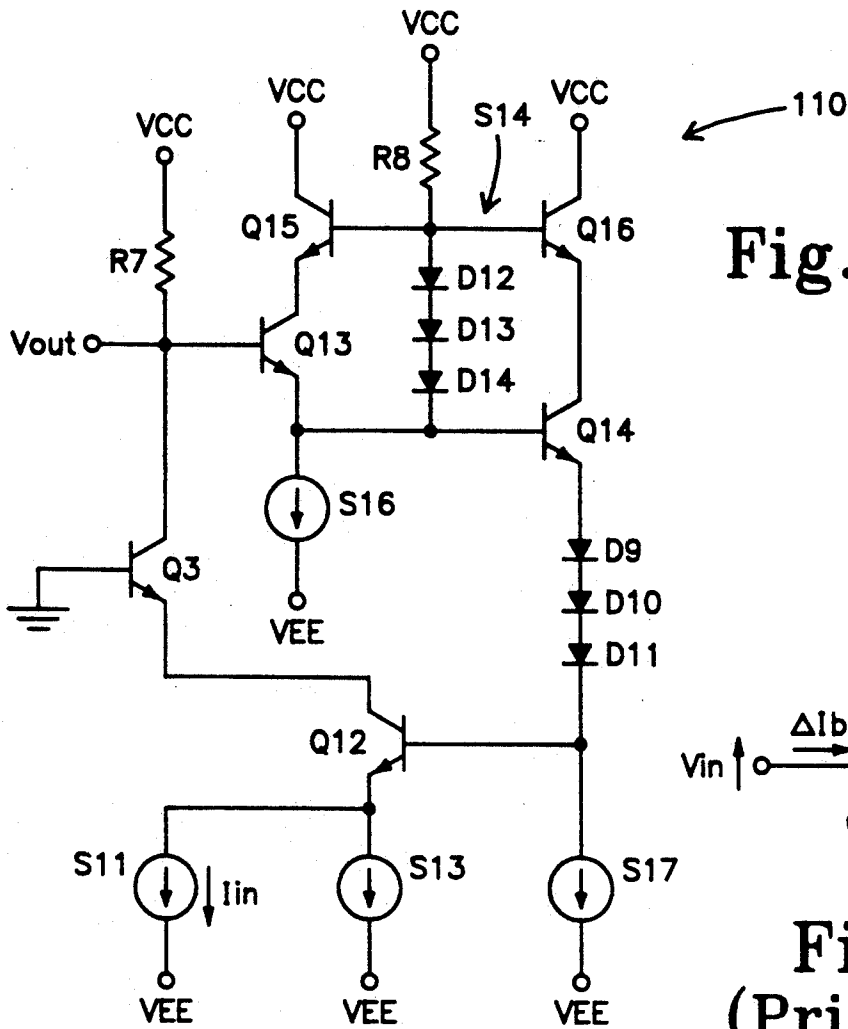 VCC
VCC
VCC
S14
VCC
110
R8
Q15
Q16
R7
Fig.
D12
Vout
Q13
D13
D14
Q14
S16
D9
Q3
D10
VEE
D11
Q12
ΔIb
Vin
S11
Iin
S13
S17
VEE
VEE
VEE
Fi
(Pri